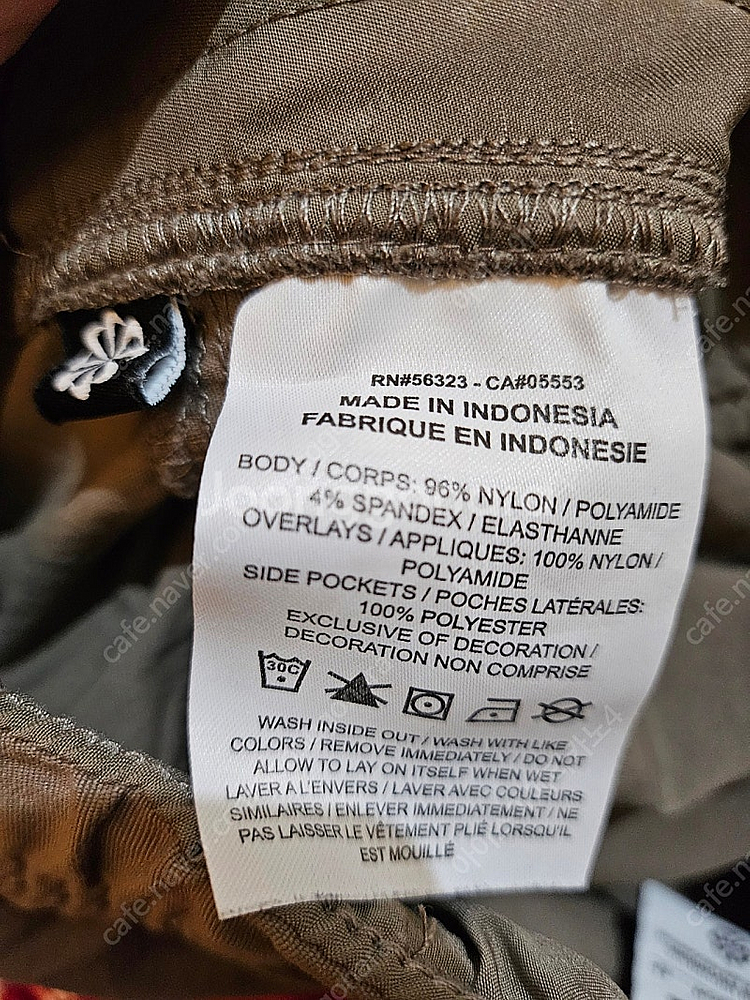 RN#56323 - CA#05553
MADE IN INDONESIA
FABRIQUE EN INDONESIE
BODY / CORPS: 96% NYLON / POLYAMIDE
4% SPANDEX / ELASTHANNE
OVERLAYS / APPLIQUES: 100% NYLON /
POLYAMIDE
SIDE POCKETS / POCHES LATÉRALES:
100% POLYESTER
EXCLUSIVE OF DECORATION /
DECORATION NON COMPRISE
30C
WASH INSIDE OUT / WASH WITH LIKE
COLORS / REMOVE IMMEDIATELY / DO NOT
ALLOW TO LAY ON ITSELF WHEN WET
LAVER A L'ENVERS / LAVER AVEC COULEURS
SIMILAIRES / ENLEVER IMMEDIATEMENT / NE
PAS LAISSER LE VÊTEMENT PLIÉ LORSQU'IL
EST MOUILLÉ